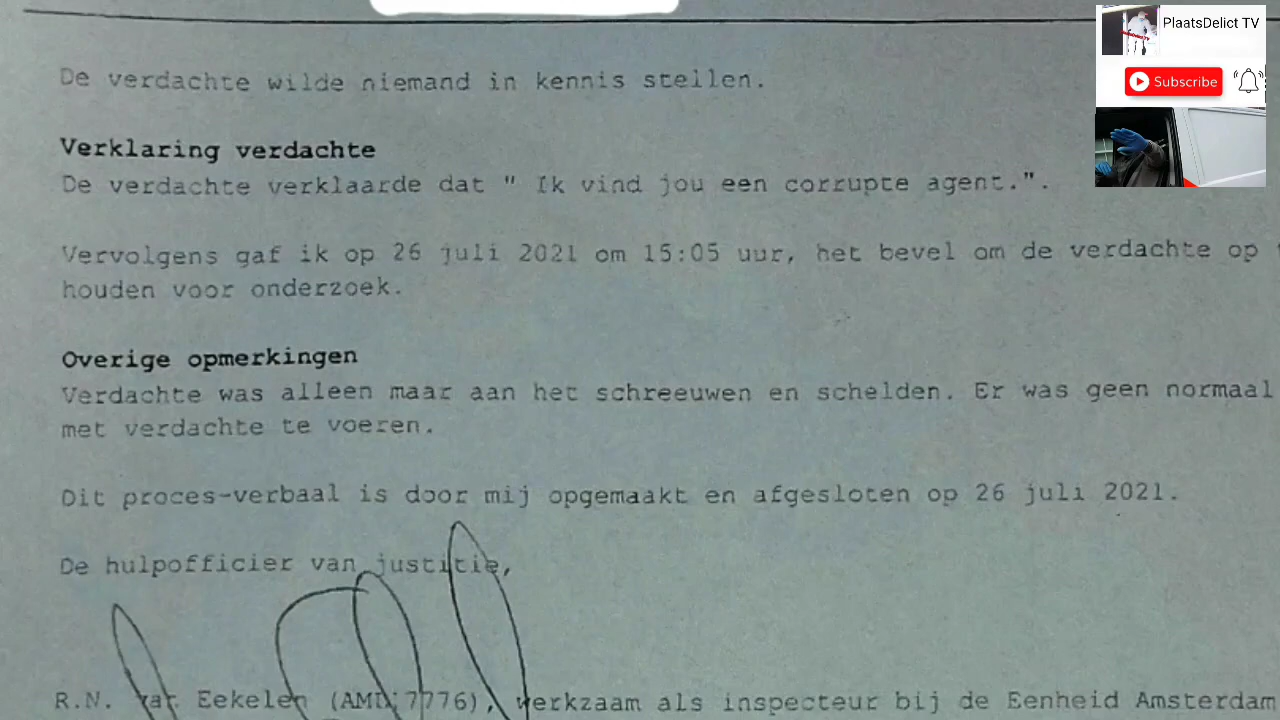 PlaatsDelict TV
Subscribe
De verdachte wilde niemand in kennis stellen.
Verklaring verdachte
De verdachte verklaarde dat " Ik vind jou een corrupte agent.".
Vervolgens gaf ik op 26 juli 2021 om 15:05 uur, het bevel om de verdachte op
houden voor onderzoek.
Overige opmerkingen
Verdachte was alleen maar aan het schreeuwen en schelden. Er was geen normaal
met verdachte te voeren.
Dit proces-verbaal is door mij opgemaakt en afgesloten op 26 juli 2021.
De hulpofficier van justitie,
R.N. Eekelen 7776), werkzaam als inspecteur bij de Eenheid Amsterdam